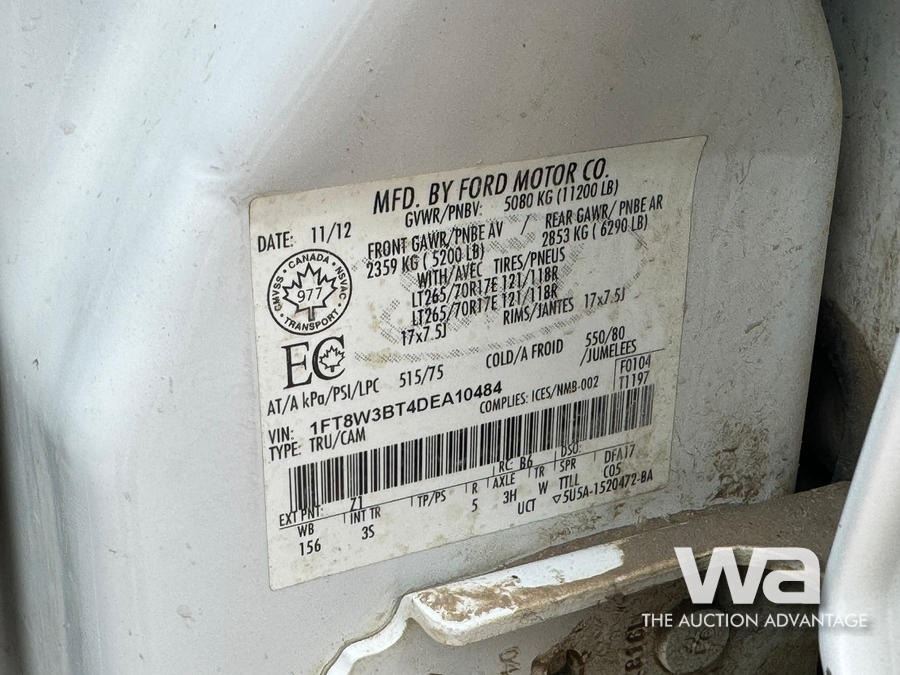 MFD. BY FORD MOTOR CO.
DATE: 11/12
GVWR/PNBV: 5080 KG (11200 LB)
FRONT GAWR/PNBE AV / REAR GAWR/ PNBE AR
2359 KG ( 5200 LB) 2853 KG ( 6290 LB)
WITH/AVEC TIRES/PNEUS
LT265/70R17E 121/118R
LT265/70R17E 121/118R
RIMS/JANTES 17x7.5J
17x7.5J
CMVSS · CANADA · NSVAC
977
· TRANSPORT ·
EC
AT/A kPa/PSI/LPC 515/75 COLD/A FROID 550/80
/JUMELEES
VIN: 1FT8W3BT4DEA10484
TYPE: TRU/CAM
COMPLIES: ICES/NMB-002
F0104
T1197
EXT PNT: Z1 RC: B6 DSO:
WB INT TR TP/PS R AXLE TR SPR DFA17
156 3S 5 3H W TTLL C05
UCT 5U5A-1520472-BA
wa
THE AUCTION ADVANTAGE